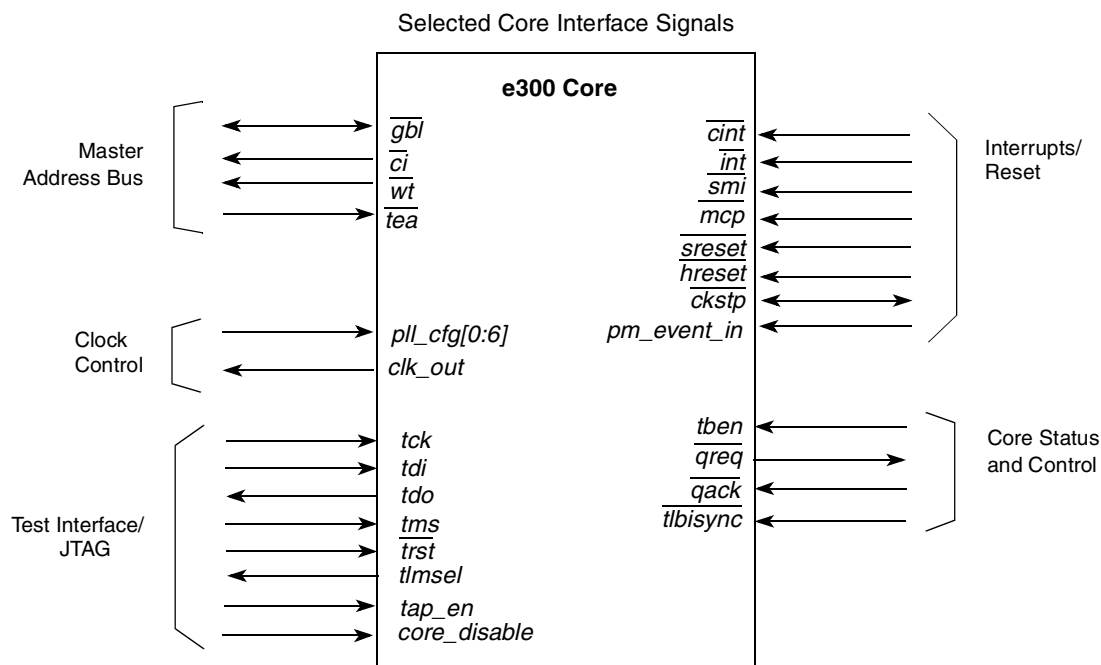 Selected Core Interface Signals
e300 Core
Master
Address Bus
gbl
ci
wt
tea
Clock
Control
pll_cfg[0:6]
clk_out
Test Interface/
JTAG
tck
tdi
tdo
tms
trst
tlmsel
tap_en
core_disable
cint
int
smi
mcp
sreset
hreset
ckstp
pm_event_in
Interrupts/
Reset
tben
qreq
qack
tlbisync
Core Status
and Control